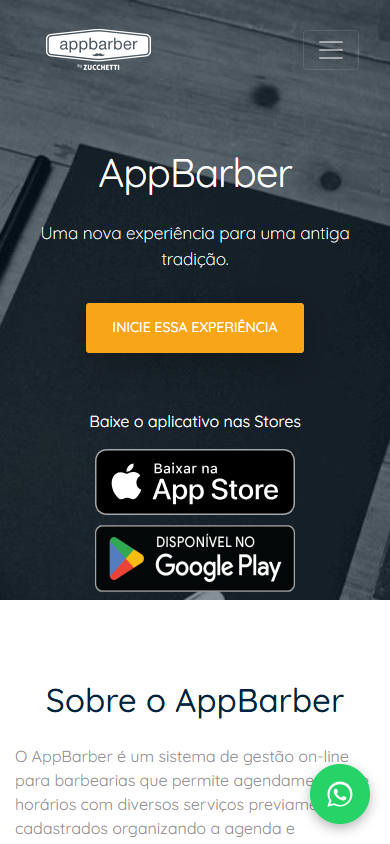 appbarber
by ZUCCHETTI
AppBarber
Uma nova experiência para uma antiga
tradição.
INICIE ESSA EXPERIÊNCIA
Baixe o aplicativo nas Stores
Baixar na
App Store
DISPONÍVEL NO
Google Play
Sobre o AppBarber
O AppBarber é um sistema de gestão on-line
para barbearias que permite
horários com diversos serviços
cadastrados organizando a agenda e